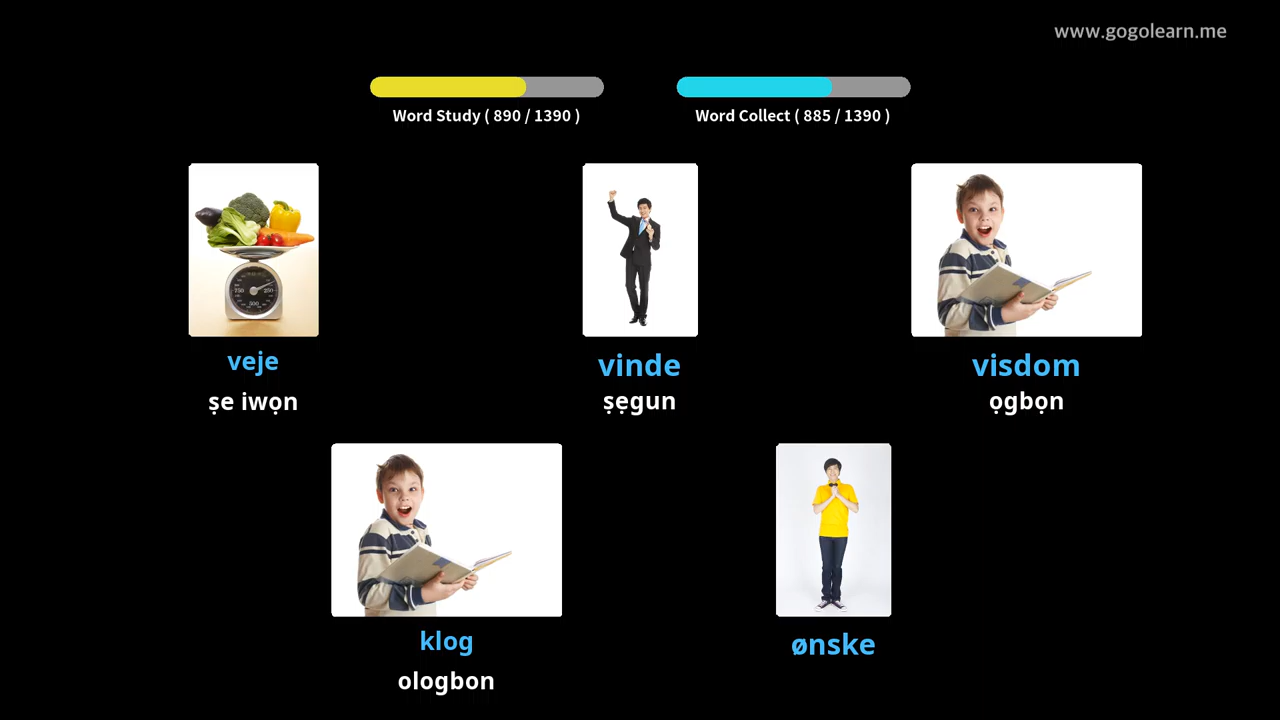 www.gogolearn.me
Word Study ( 890 / 1390 )
Word Collect ( 885 / 1390 )
veje
ṣe iwọn
vinde
ṣẹgun
visdom
ọgbọn
klog
ologbon
ønske